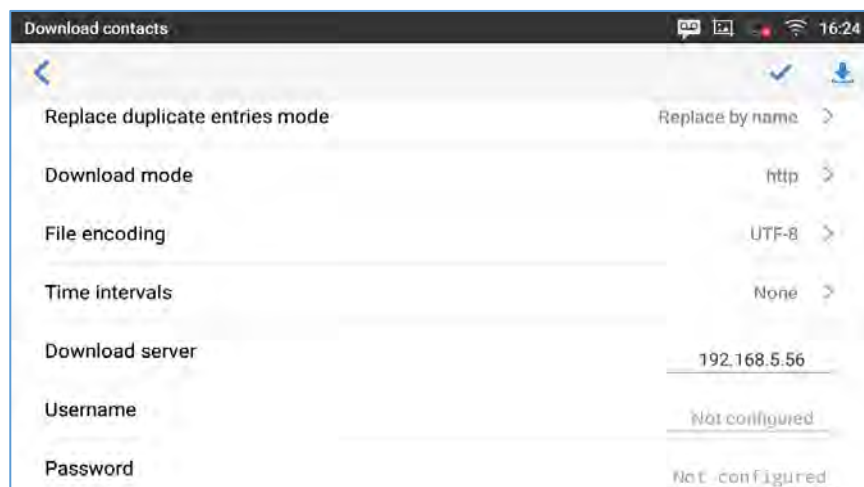 Download contacts 16:24
Replace duplicate entries mode Replace by name
Download mode http
File encoding UTF-8
Time intervals None
Download server 192.168.5.56
Username Not configured
Password Not configured